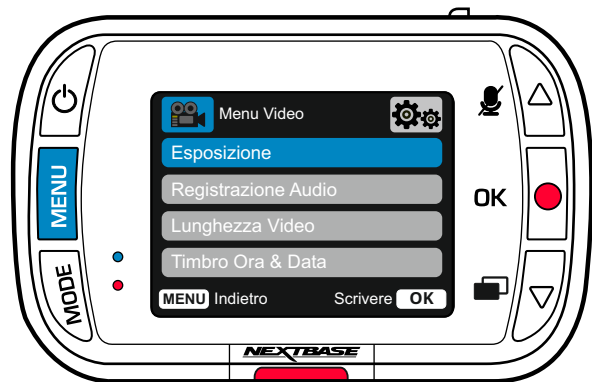 MENU
MODE
Menu Video
Esposizione
Registrazione Audio
Lunghezza Video
Timbro Ora & Data
MENU Indietro Scrivere OK
OK
NEXTBASE